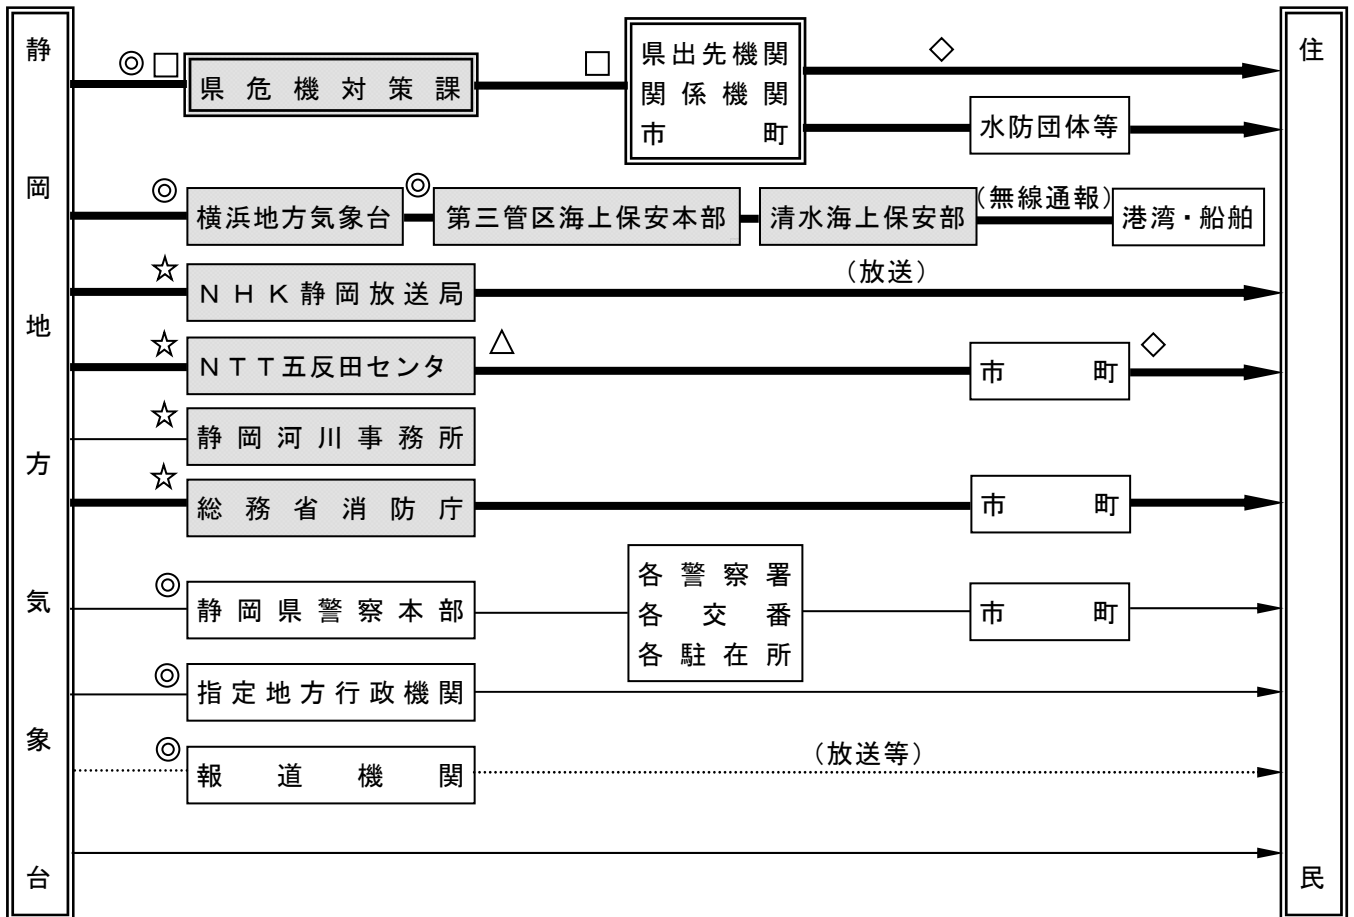 静岡地方気象台
◎ □
県危機対策課
□
県出先機関
関係機関
市町
◇
水防団体等
住民
◎
横浜地方気象台
◎
第三管区海上保安本部
清水海上保安部
(無線通報)
港湾・船舶
☆
ＮＨＫ静岡放送局
（放送）
☆
ＮＴＴ五反田センタ
△
市町
◇
☆
静岡河川事務所
☆
総務省消防庁
市町
◎
静岡県警察本部
各警察署
各交番
各駐在所
市町
◎
指定地方行政機関
◎
報道機関
（放送等）